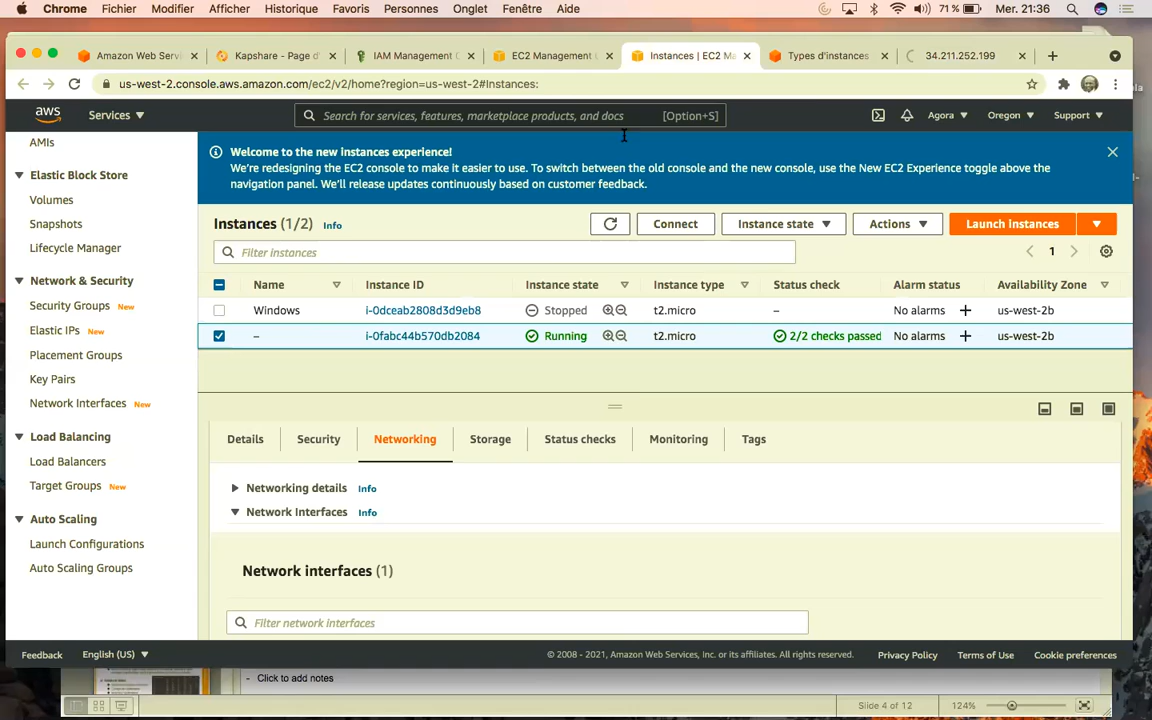 Chrome Fichier Modifier Afficher Historique Favoris Personnes Onglet Fenêtre Aide 71 % Mer. 21:36
Amazon Web Servi Kapshare - Page d' IAM Management C EC2 Management Instances | EC2 Ma Types d'instances 34.211.252.199
us-west-2.console.aws.amazon.com/ec2/v2/home?region=us-west-2#Instances:
aws Services Search for services, features, marketplace products, and docs [Option+S] Agora Oregon Support
AMIs
Elastic Block Store
Volumes
Snapshots
Lifecycle Manager
Network & Security
Security Groups New
Elastic IPs New
Placement Groups
Key Pairs
Network Interfaces New
Load Balancing
Load Balancers
Target Groups New
Auto Scaling
Launch Configurations
Auto Scaling Groups
Welcome to the new instances experience!
We're redesigning the EC2 console to make it easier to use. To switch between the old console and the new console, use the New EC2 Experience toggle above the
navigation panel. We'll release updates continuously based on customer feedback.
Instances (1/2) Info Connect Instance state Actions Launch instances
Filter instances 1
Name Instance ID Instance state Instance type Status check Alarm status Availability Zone
Windows i-0dceab2808d3d9eb8 Stopped t2.micro – No alarms us-west-2b
– i-0fabc44b570db2084 Running t2.micro 2/2 checks passed No alarms us-west-2b
Details Security Networking Storage Status checks Monitoring Tags
Networking details Info
Network Interfaces Info
Network interfaces (1)
Filter network interfaces
Feedback English (US) © 2008 - 2021, Amazon Web Services, Inc. or its affiliates. All rights reserved. Privacy Policy Terms of Use Cookie preferences
- Click to add notes
Slide 4 of 12 124%